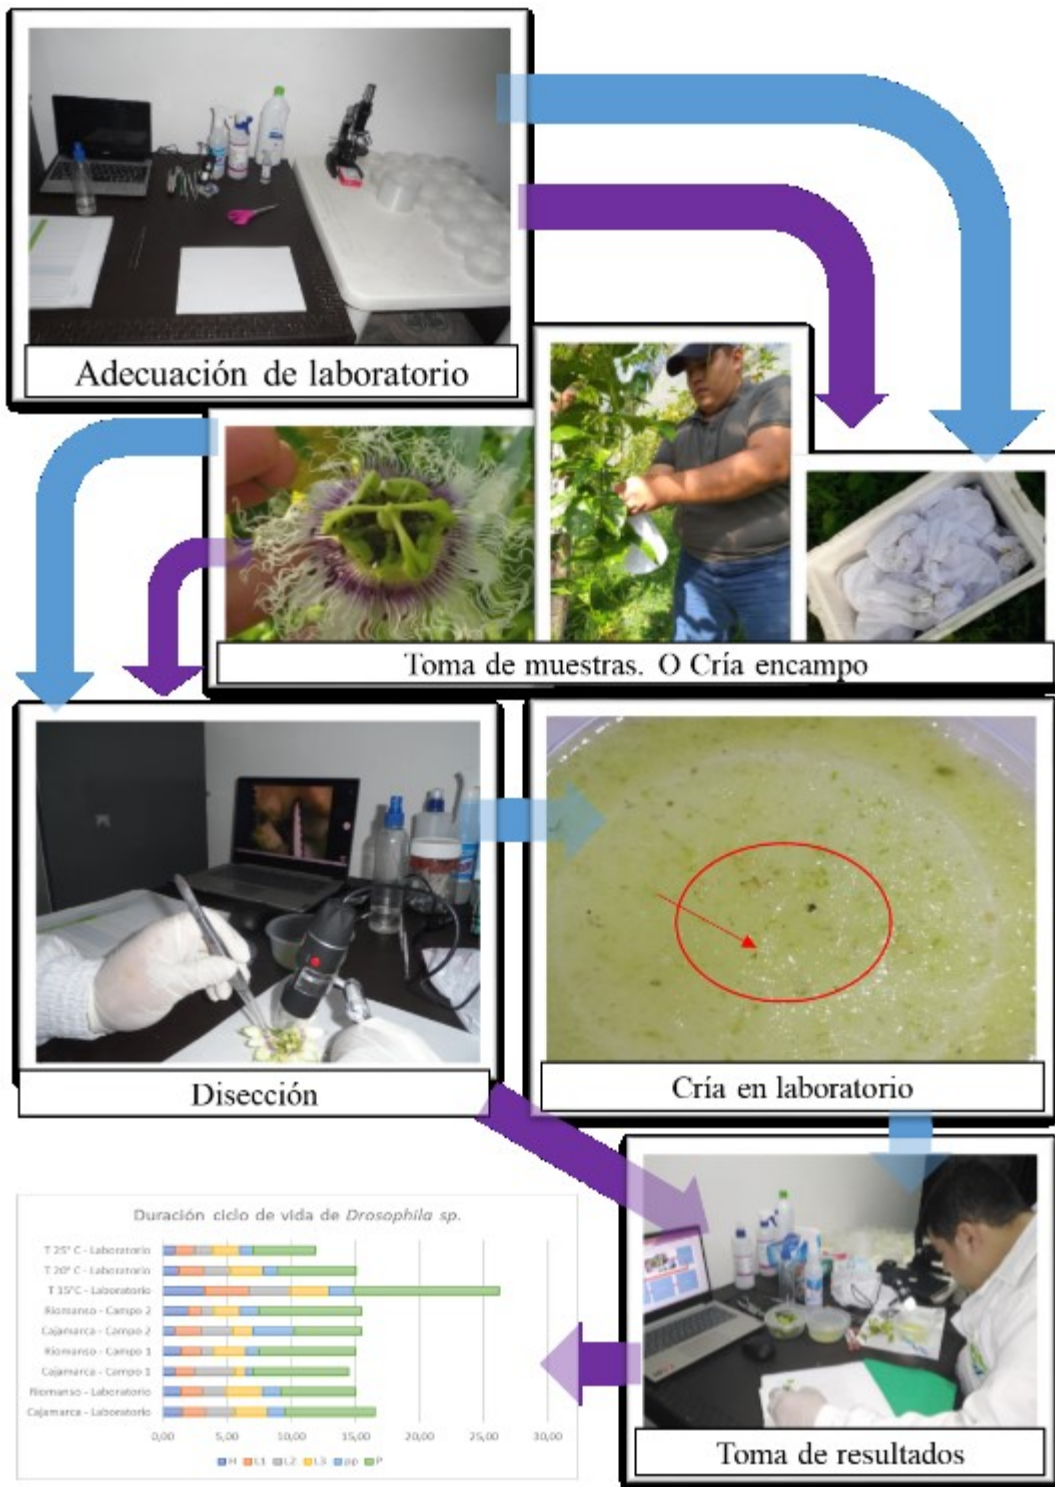 Adecuación de laboratorio
Toma de muestras. O Cría encampo
Disección
Cría en laboratorio
Duración ciclo de vida de Drosophila sp.
T 25° C - Laboratorio
T 20° C - Laboratorio
T 15°C - Laboratorio
Riomanso - Campo 2
Cajamarca - Campo 2
Riomanso - Campo 1
Cajamarca - Campo 1
Riomanso - Laboratorio
Cajamarca - Laboratorio
0,00 5,00 10,00 15,00 20,00 25,00 30,00
H L1 L2 L3 pp P
Toma de resultados